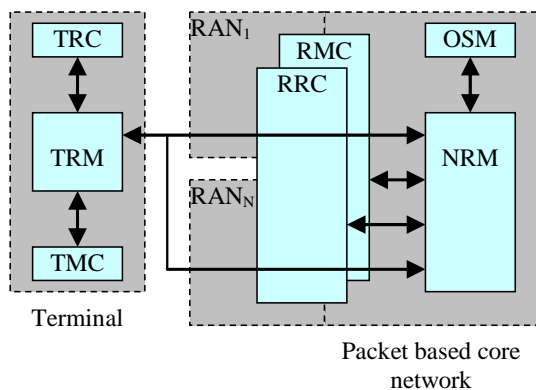 TRC
TRM
TMC
Terminal
RAN1
RANN
RMC
RRC
OSM
NRM
Packet based core
network